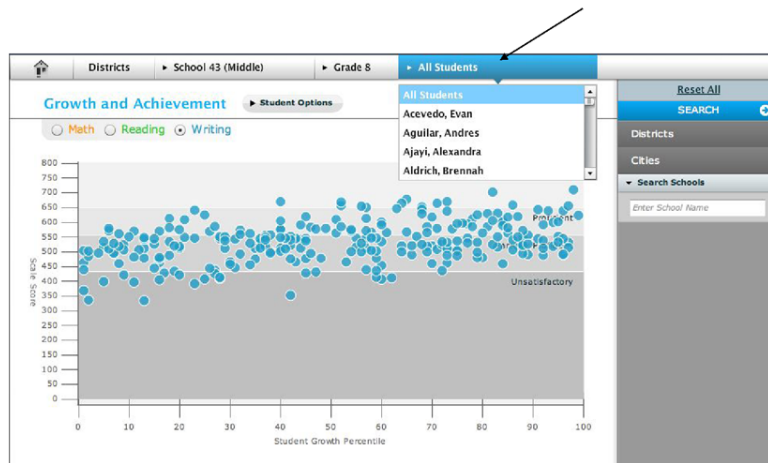 Districts ▸ School 43 (Middle) ▸ Grade 8 ▸ All Students
Reset All
SEARCH
Districts
Cities
Search Schools
Enter School Name
Growth and Achievement ▸ Student Options
Math Reading Writing
All Students
Acevedo, Evan
Aguilar, Andres
Ajayi, Alexandra
Aldrich, Brennah
Scale Score
800
750
700
650
600
550
500
450
400
350
300
250
200
150
100
50
0
Unsatisfactory
0 10 20 30 40 50 60 70 80 90 100
Student Growth Percentile